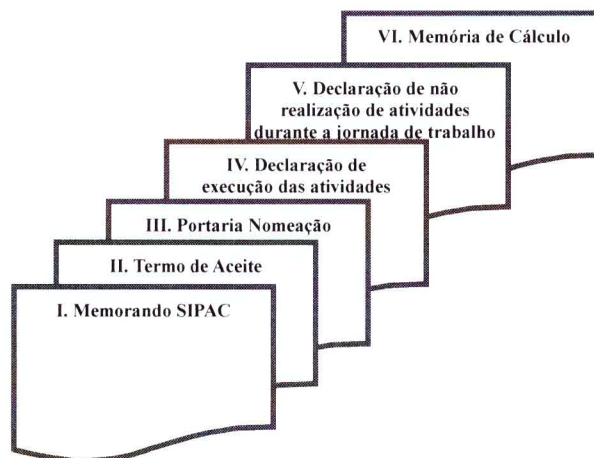 VI. Memória de Cálculo
V. Declaração de não
realização de atividades
durante a jornada de trabalho
IV. Declaração de
execução das atividades
III. Portaria Nomeação
II. Termo de Aceite
I. Memorando SIPAC